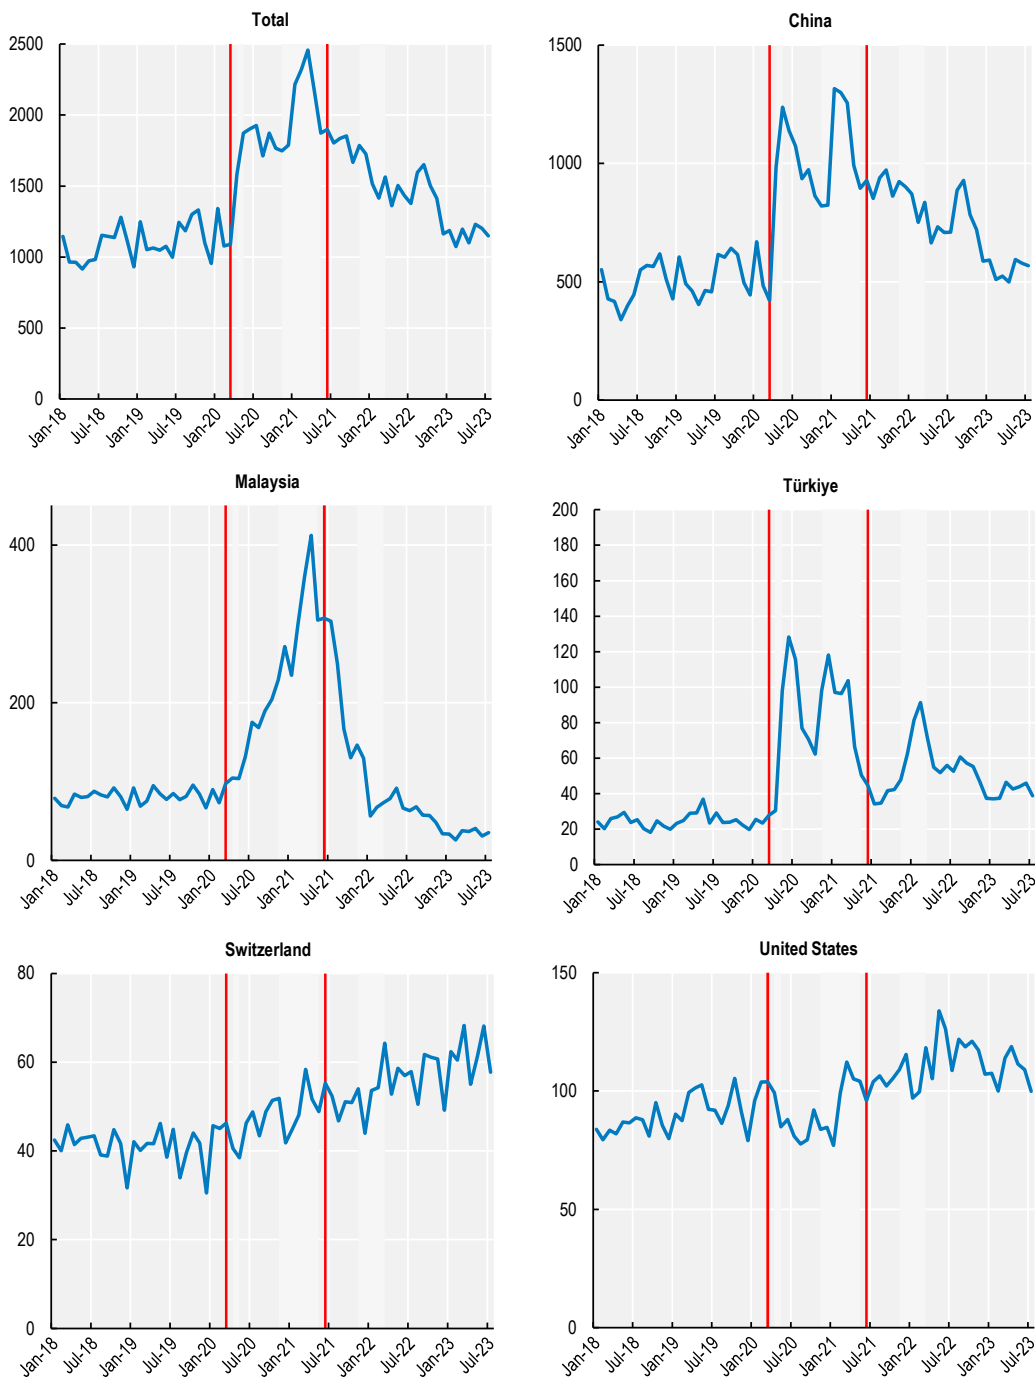 Total
2500
2000
1500
1000
500
0
Jan-18 Jul-18 Jan-19 Jul-19 Jan-20 Jul-20 Jan-21 Jul-21 Jan-22 Jul-22 Jan-23 Jul-23
China
1500
1000
500
0
Jan-18 Jul-18 Jan-19 Jul-19 Jan-20 Jul-20 Jan-21 Jul-21 Jan-22 Jul-22 Jan-23 Jul-23
Malaysia
400
200
0
Jan-18 Jul-18 Jan-19 Jul-19 Jan-20 Jul-20 Jan-21 Jul-21 Jan-22 Jul-22 Jan-23 Jul-23
Türkiye
200
180
160
140
120
100
80
60
40
20
0
Jan-18 Jul-18 Jan-19 Jul-19 Jan-20 Jul-20 Jan-21 Jul-21 Jan-22 Jul-22 Jan-23 Jul-23
Switzerland
80
60
40
20
0
Jan-18 Jul-18 Jan-19 Jul-19 Jan-20 Jul-20 Jan-21 Jul-21 Jan-22 Jul-22 Jan-23 Jul-23
United States
150
100
50
0
Jan-18 Jul-18 Jan-19 Jul-19 Jan-20 Jul-20 Jan-21 Jul-21 Jan-22 Jul-22 Jan-23 Jul-23